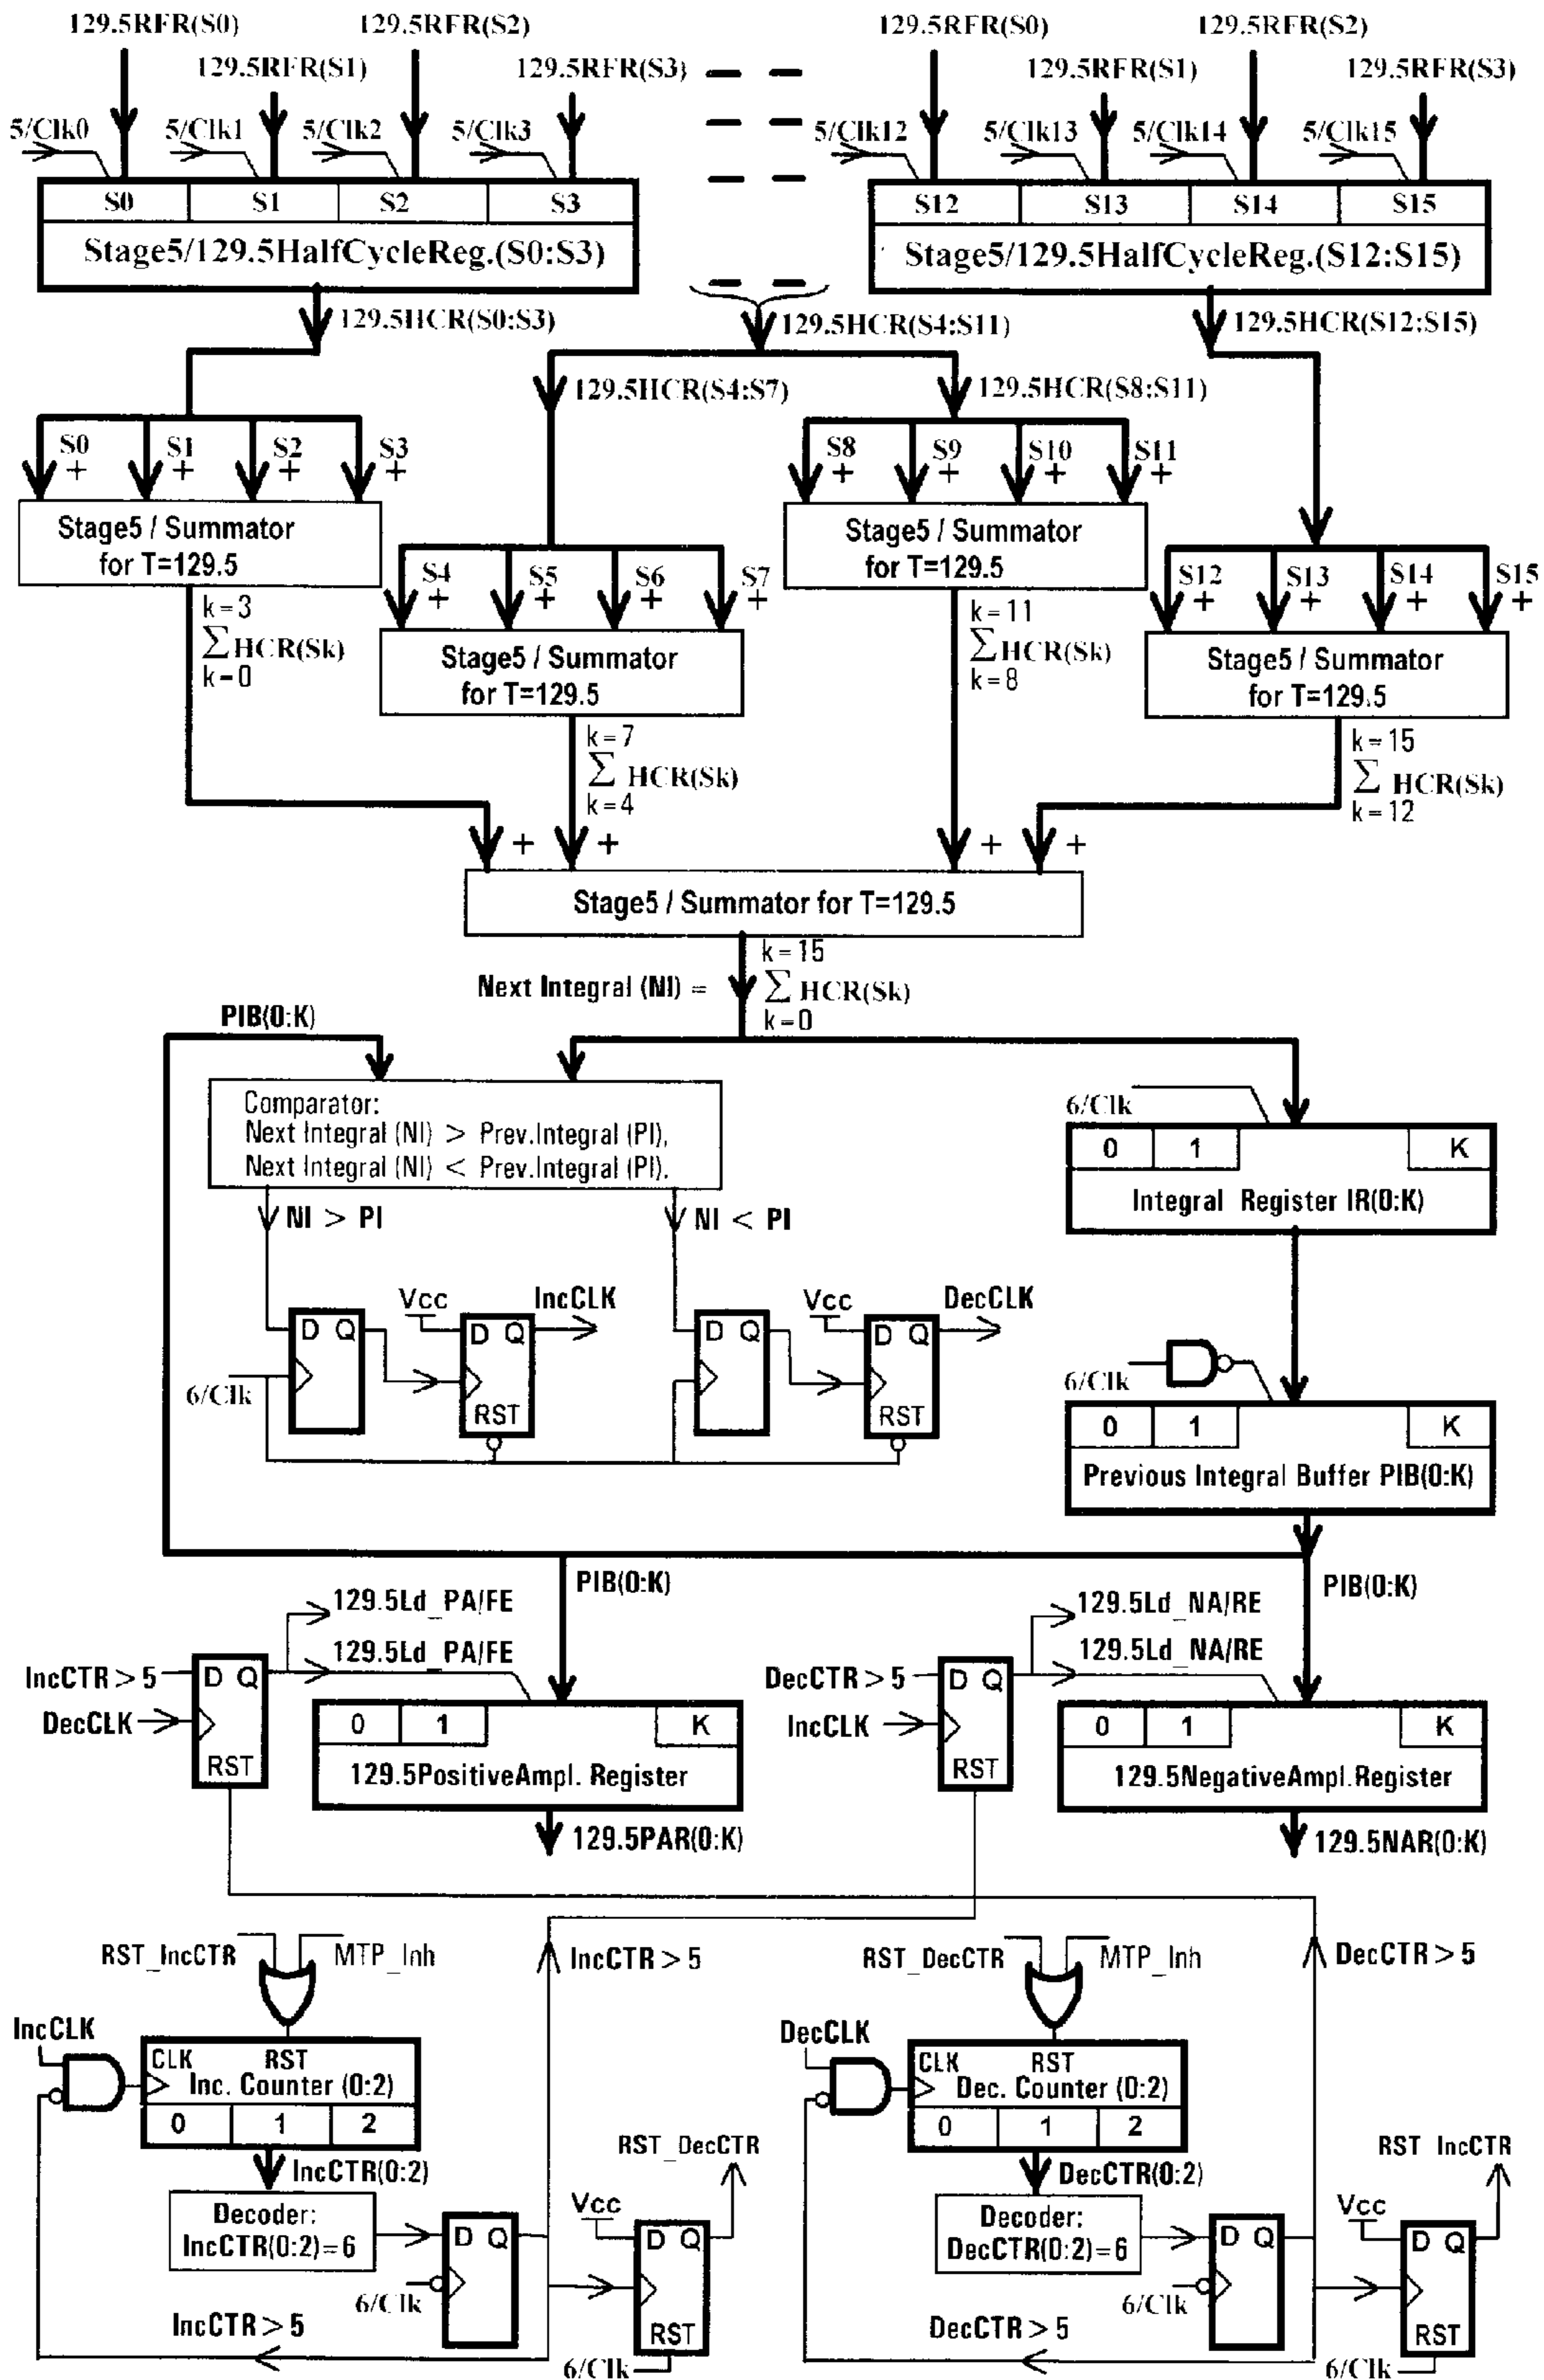 129.5RFR(S0)
129.5RFR(S2)
129.5RFR(S0)
129.5RFR(S2)
129.5RFR(S1)
129.5RFR(S3)
129.5RFR(S1)
129.5RFR(S3)
5/Clk0
5/Clk1
5/Clk2
5/Clk3
5/Clk12
5/Clk13
5/Clk14
5/Clk15
S0
S1
S2
S3
S12
S13
S14
S15
Stage5/129.5HalfCycleReg.(S0:S3)
Stage5/129.5HalfCycleReg.(S12:S15)
129.5HCR(S0:S3)
129.5HCR(S4:S11)
129.5HCR(S12:S15)
129.5HCR(S4:S7)
129.5HCR(S8:S11)
S0 +
S1 +
S2 +
S3 +
S8 +
S9 +
S10 +
S11 +
Stage5 / Summator
for T=129.5
Stage5 / Summator
for T=129.5
S4 +
S5 +
S6 +
S7 +
S12 +
S13 +
S14 +
S15 +
k=3
∑HCR(Sk)
k=0
Stage5 / Summator
for T=129.5
k=11
∑HCR(Sk)
k=8
Stage5 / Summator
for T=129.5
k=7
∑ HCR(Sk)
k=4
k=15
∑ HCR(Sk)
k=12
+
+
+
+
Stage5 / Summator for T=129.5
k=15
Next Integral (NI) = ∑ HCR(Sk)
k=0
PIB(0:K)
Comparator:
Next Integral (NI) > Prev.Integral (PI),
Next Integral (NI) < Prev.Integral (PI).
6/Clk
0 1 K
Integral Register IR(0:K)
NI > PI
NI < PI
Vcc
IncCLK
Vcc
DecCLK
D Q
D Q
D Q
D Q
6/Clk
RST
RST
6/Clk
0 1 K
Previous Integral Buffer PIB(0:K)
PIB(0:K)
PIB(0:K)
129.5Ld_PA/FE
129.5Ld_NA/RE
129.5Ld_PA/FE
129.5Ld_NA/RE
IncCTR > 5
D Q
DecCTR > 5
D Q
DecCLK
IncCLK
RST
RST
0 1 K
129.5PositiveAmpl. Register
0 1 K
129.5NegativeAmpl.Register
129.5PAR(0:K)
129.5NAR(0:K)
RST_IncCTR
MTP_Inh
IncCTR > 5
RST_DecCTR
MTP_Inh
DecCTR > 5
IncCLK
DecCLK
CLK RST
Inc. Counter (0:2)
0 1 2
CLK RST
Dec. Counter (0:2)
0 1 2
IncCTR(0:2)
RST_DecCTR
DecCTR(0:2)
RST IncCTR
Decoder:
IncCTR(0:2)=6
D Q
Vcc
D Q
Decoder:
DecCTR(0:2)=6
D Q
Vcc
D Q
6/Clk
6/Clk
IncCTR > 5
RST
DecCTR > 5
RST
6/Clk
6/Clk